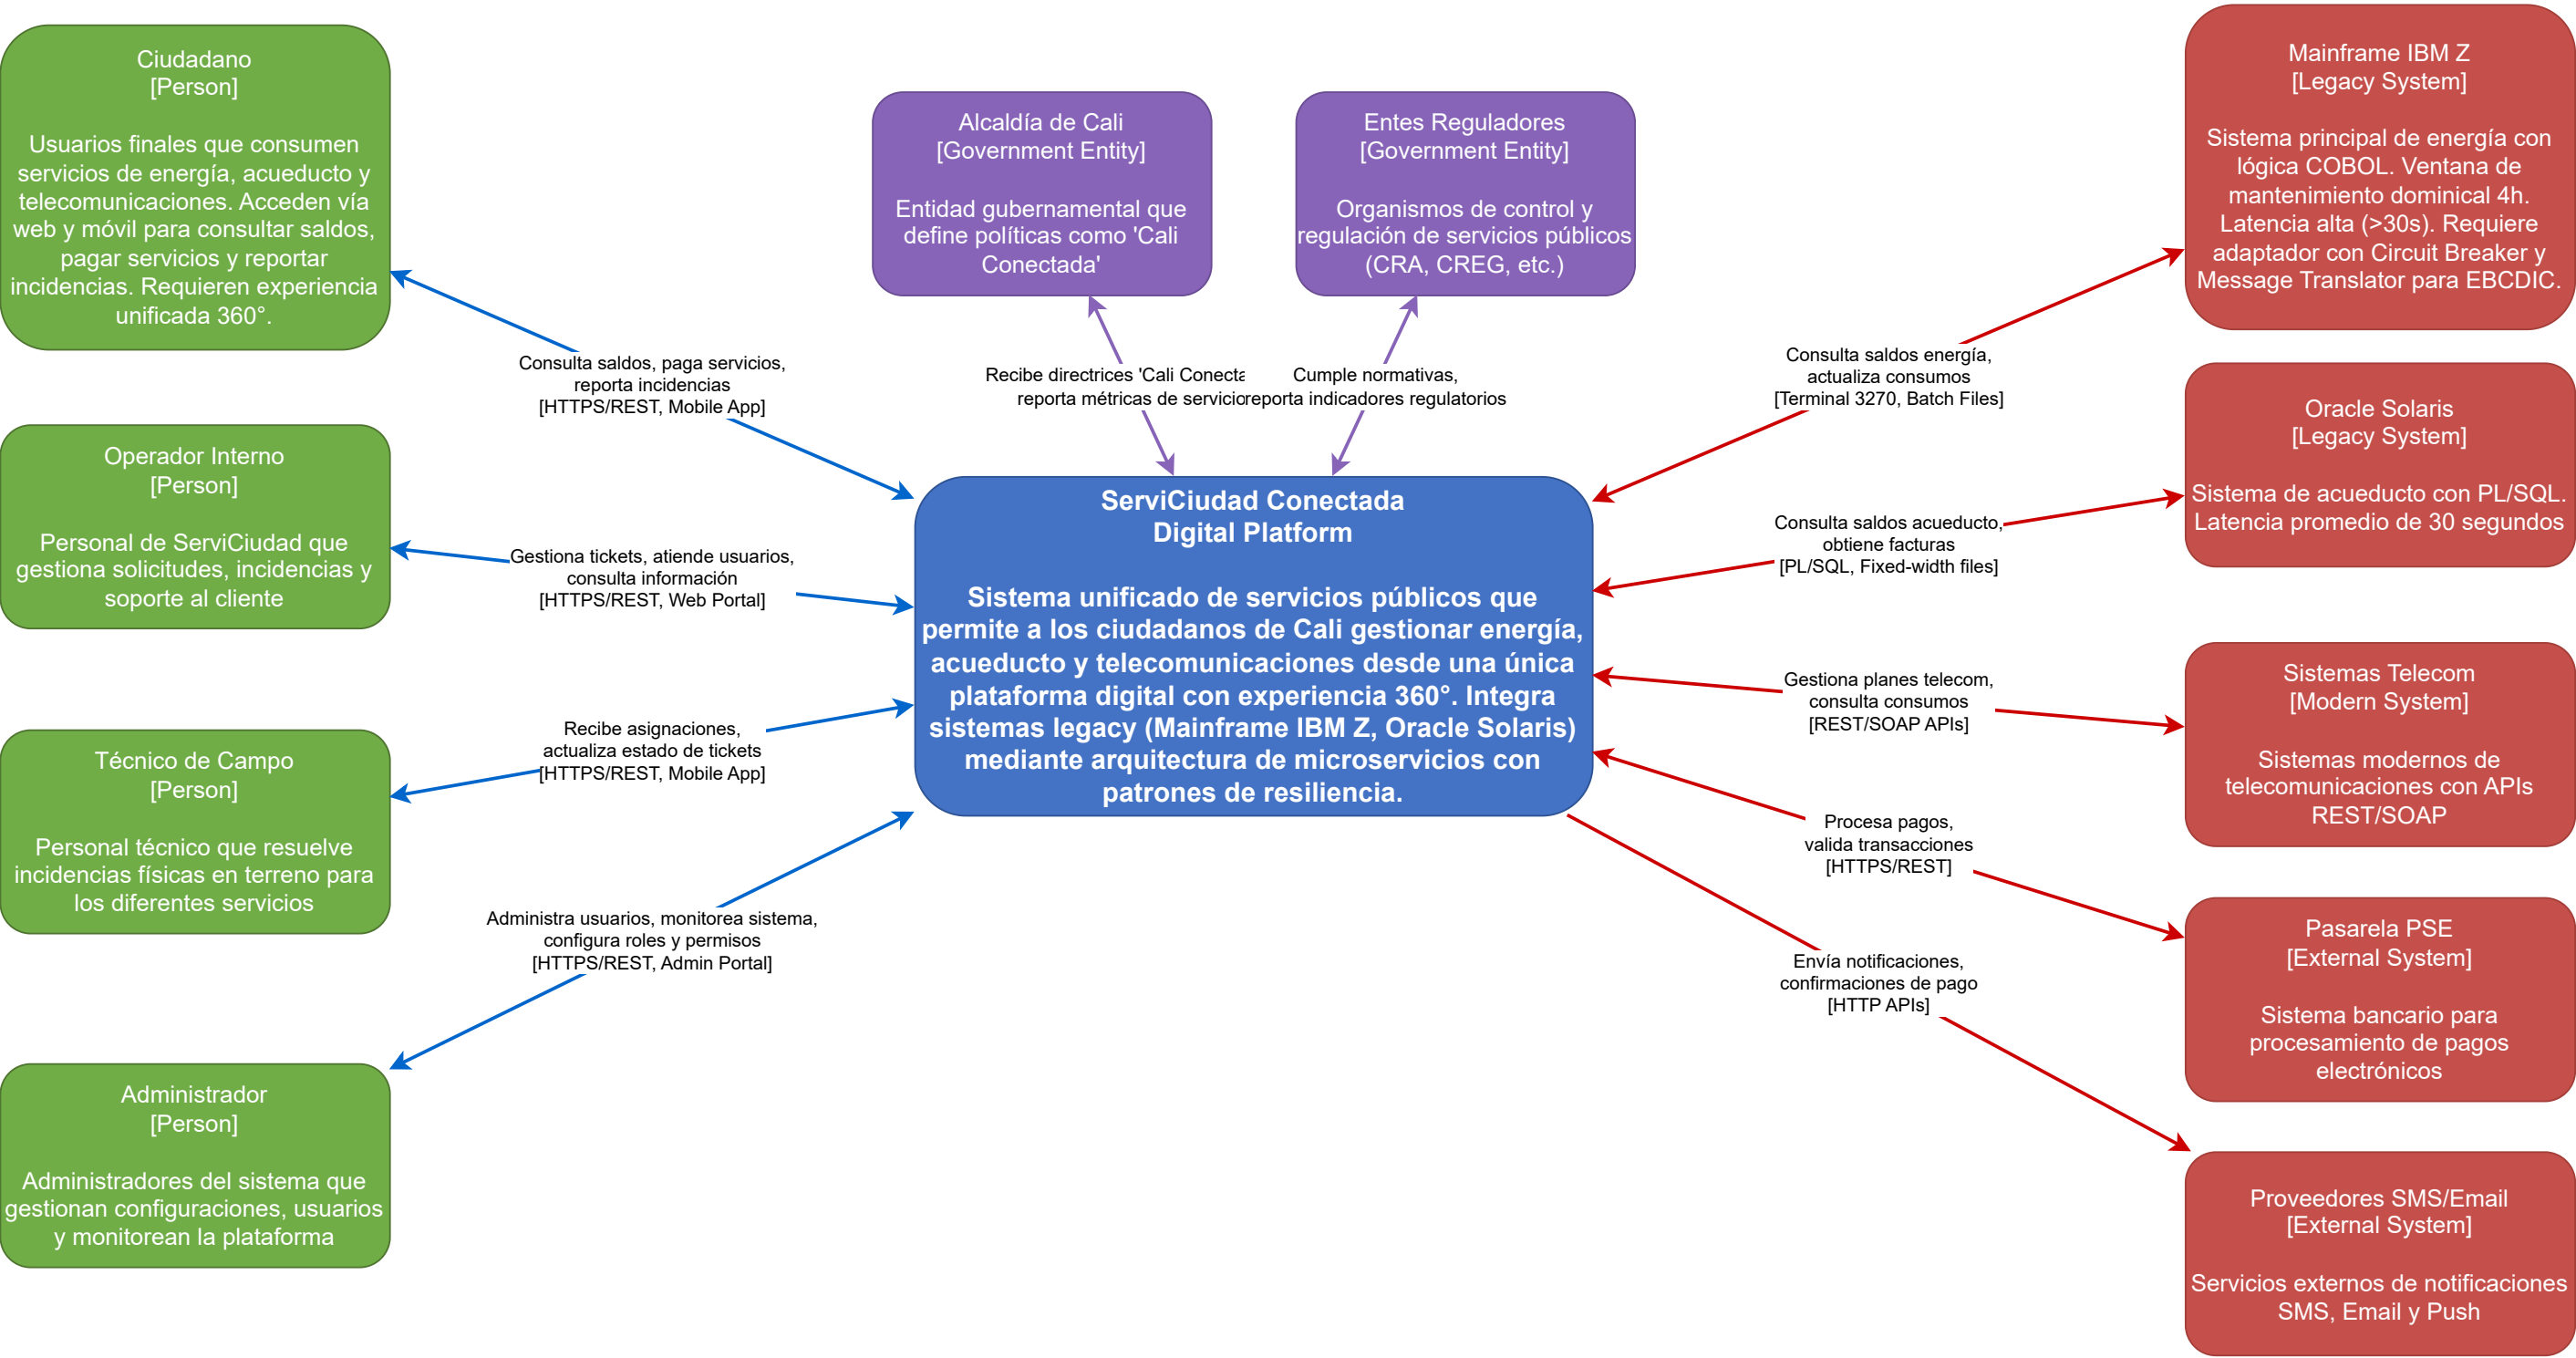 Ciudadano
[Person]
Usuarios finales que consumen
servicios de energía, acueducto y
telecomunicaciones. Acceden vía
web y móvil para consultar saldos,
pagar servicios y reportar
incidencias. Requieren experiencia
unificada 360°.
Operador Interno
[Person]
Personal de ServiCiudad que
gestiona solicitudes, incidencias y
soporte al cliente
Técnico de Campo
[Person]
Personal técnico que resuelve
incidencias físicas en terreno para
los diferentes servicios
Administrador
[Person]
Administradores del sistema que
gestionan configuraciones, usuarios
y monitorean la plataforma
Consulta saldos, paga servicios,
reporta incidencias
[HTTPS/REST, Mobile App]
Gestiona tickets, atiende usuarios,
consulta información
[HTTPS/REST, Web Portal]
Recibe asignaciones,
actualiza estado de tickets
[HTTPS/REST, Mobile App]
Administra usuarios, monitorea sistema,
configura roles y permisos
[HTTPS/REST, Admin Portal]
Alcaldía de Cali
[Government Entity]
Entidad gubernamental que
define políticas como 'Cali
Conectada'
Entes Reguladores
[Government Entity]
Organismos de control y
regulación de servicios públicos
(CRA, CREG, etc.)
Recibe directrices 'Cali Conecta
reporta métricas de servicio
Cumple normativas,
reporta indicadores regulatorios
ServiCiudad Conectada
Digital Platform
Sistema unificado de servicios públicos que
permite a los ciudadanos de Cali gestionar energía,
acueducto y telecomunicaciones desde una única
plataforma digital con experiencia 360°. Integra
sistemas legacy (Mainframe IBM Z, Oracle Solaris)
mediante arquitectura de microservicios con
patrones de resiliencia.
Consulta saldos energía,
actualiza consumos
[Terminal 3270, Batch Files]
Consulta saldos acueducto,
obtiene facturas
[PL/SQL, Fixed-width files]
Gestiona planes telecom,
consulta consumos
[REST/SOAP APIs]
Procesa pagos,
valida transacciones
[HTTPS/REST]
Envía notificaciones,
confirmaciones de pago
[HTTP APIs]
Mainframe IBM Z
[Legacy System]
Sistema principal de energía con
lógica COBOL. Ventana de
mantenimiento dominical 4h.
Latencia alta (>30s). Requiere
adaptador con Circuit Breaker y
Message Translator para EBCDIC.
Oracle Solaris
[Legacy System]
Sistema de acueducto con PL/SQL.
Latencia promedio de 30 segundos
Sistemas Telecom
[Modern System]
Sistemas modernos de
telecomunicaciones con APIs
REST/SOAP
Pasarela PSE
[External System]
Sistema bancario para
procesamiento de pagos
electrónicos
Proveedores SMS/Email
[External System]
Servicios externos de notificaciones
SMS, Email y Push